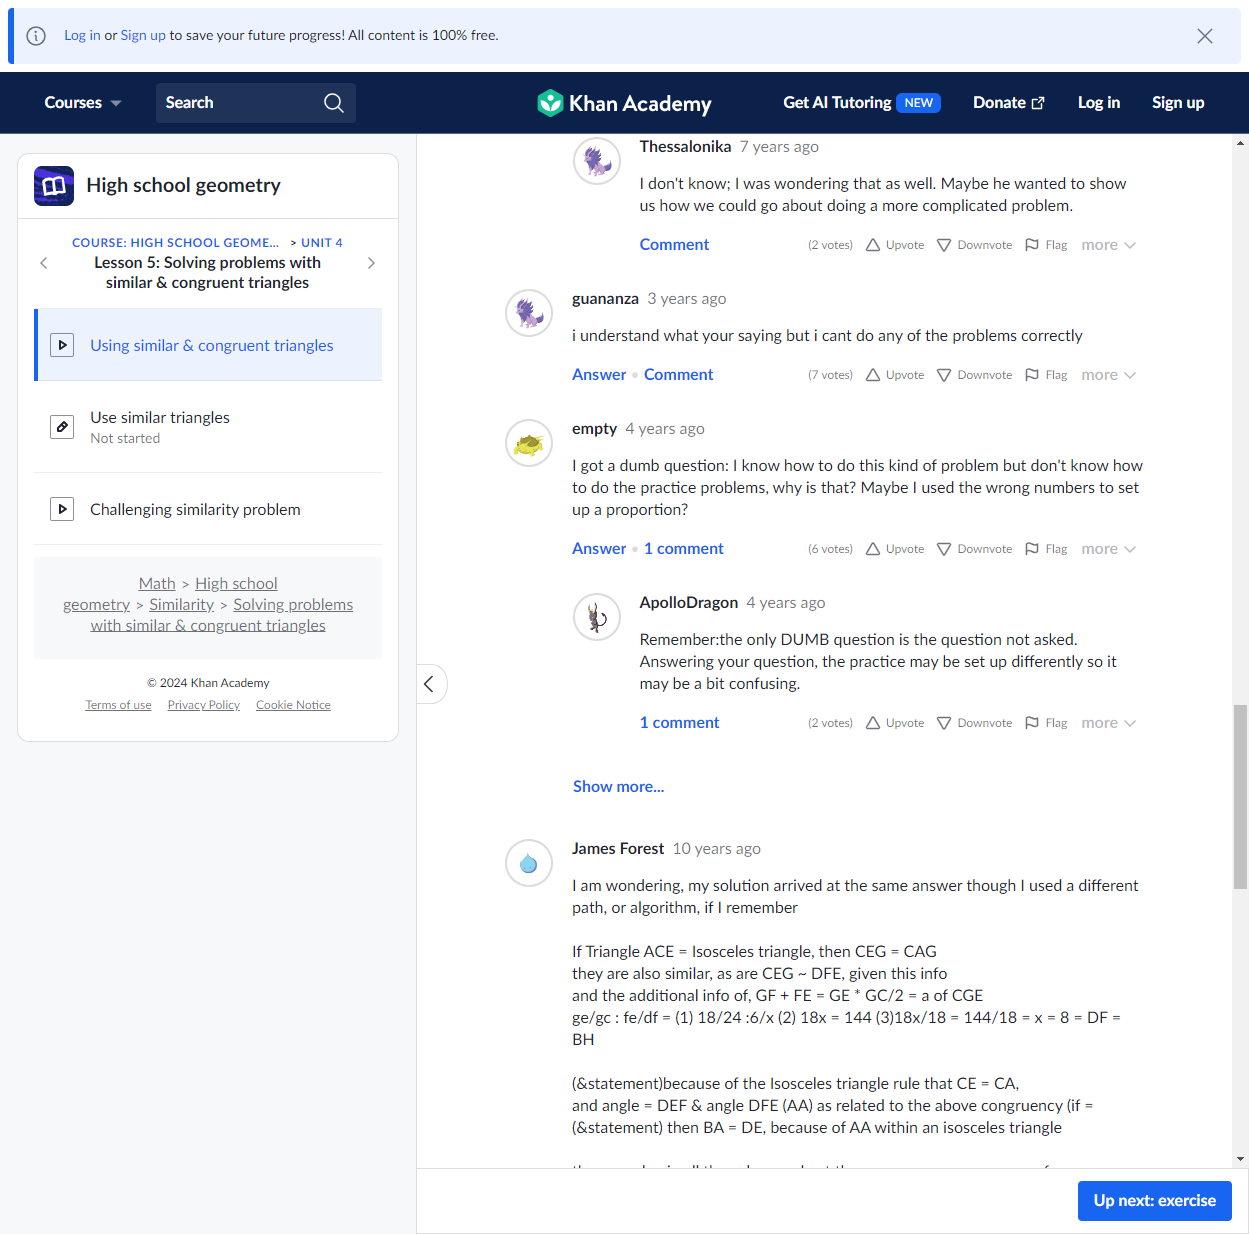 Log in or Sign up to save your future progress! All content is 100% free.
Courses
Search
Khan Academy
Get AI Tutoring NEW
Donate
Log in
Sign up
High school geometry
COURSE: HIGH SCHOOL GEOME... > UNIT 4
Lesson 5: Solving problems with
similar & congruent triangles
Using similar & congruent triangles
Use similar triangles
Not started
Challenging similarity problem
Math > High school
geometry > Similarity > Solving problems
with similar & congruent triangles
© 2024 Khan Academy
Terms of use Privacy Policy Cookie Notice
Thessalonika 7 years ago
I don't know; I was wondering that as well. Maybe he wanted to show
us how we could go about doing a more complicated problem.
Comment (2 votes) Upvote Downvote Flag more
guananza 3 years ago
i understand what your saying but i cant do any of the problems correctly
Answer • Comment (7 votes) Upvote Downvote Flag more
empty 4 years ago
I got a dumb question: I know how to do this kind of problem but don't know how
to do the practice problems, why is that? Maybe I used the wrong numbers to set
up a proportion?
Answer • 1 comment (6 votes) Upvote Downvote Flag more
ApolloDragon 4 years ago
Remember:the only DUMB question is the question not asked.
Answering your question, the practice may be set up differently so it
may be a bit confusing.
1 comment (2 votes) Upvote Downvote Flag more
Show more...
James Forest 10 years ago
I am wondering, my solution arrived at the same answer though I used a different
path, or algorithm, if I remember
If Triangle ACE = Isosceles triangle, then CEG = CAG
they are also similar, as are CEG ~ DFE, given this info
and the additional info of, GF + FE = GE * GC/2 = a of CGE
ge/gc : fe/df = (1) 18/24 :6/x (2) 18x = 144 (3)18x/18 = 144/18 = x = 8 = DF =
BH
(&statement)because of the Isosceles triangle rule that CE = CA,
and angle = DEF & angle DFE (AA) as related to the above congruency (if =
(&statement) then BA = DE, because of AA within an isosceles triangle
Up next: exercise